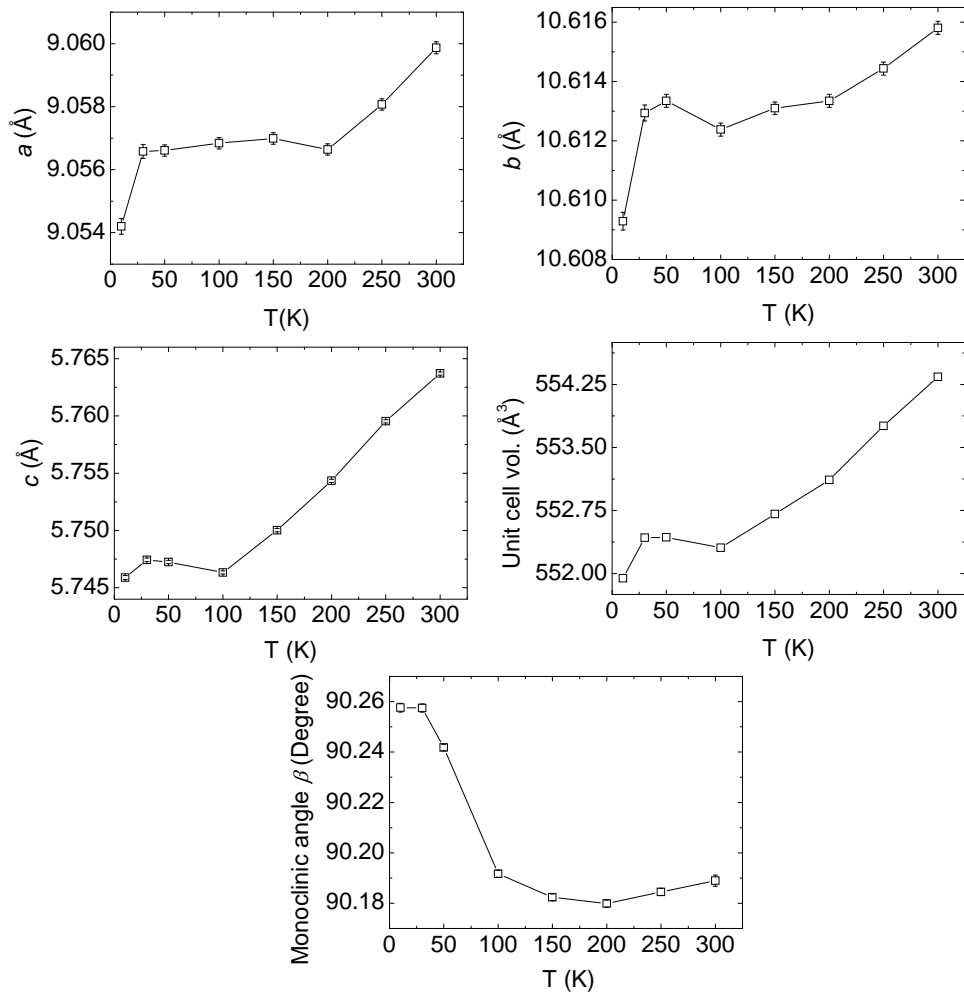 9.060
9.058
9.056
9.054
a (Å)
0 50 100 150 200 250 300
T(K)
10.616
10.614
10.612
10.610
10.608
b (Å)
0 50 100 150 200 250 300
T (K)
5.765
5.760
5.755
5.750
5.745
c (Å)
0 50 100 150 200 250 300
T (K)
554.25
553.50
552.75
552.00
Unit cell vol. (Å³)
0 50 100 150 200 250 300
T (K)
90.26
90.24
90.22
90.20
90.18
Monoclinic angle β (Degree)
0 50 100 150 200 250 300
T (K)